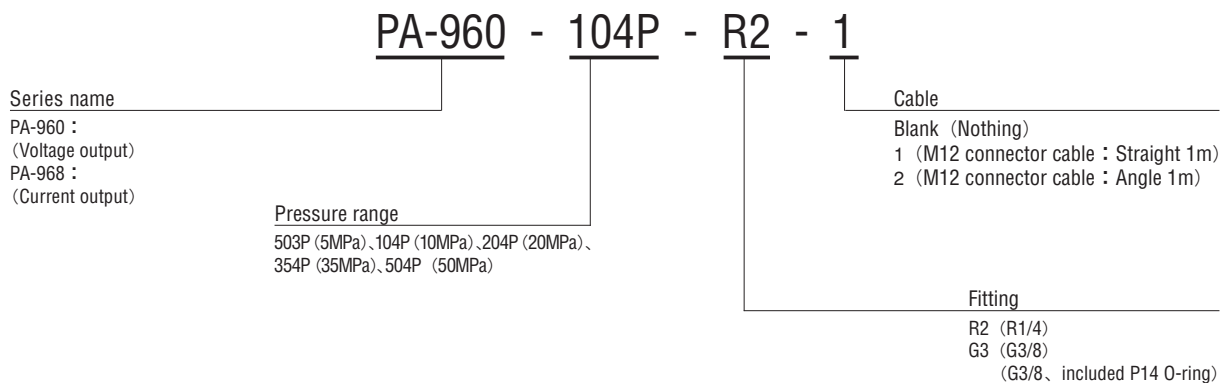 PA-960 - 104P - R2 - 1
Series name
PA-960：
（Voltage output）
PA-968：
（Current output）
Pressure range
503P（5MPa）、104P（10MPa）、204P（20MPa）、
354P（35MPa）、504P （50MPa）
Cable
Blank（Nothing）
1（M12 connector cable：Straight 1m）
2（M12 connector cable：Angle 1m）
Fitting
R2（R1/4）
G3（G3/8）
（G3/8、included P14 O-ring）